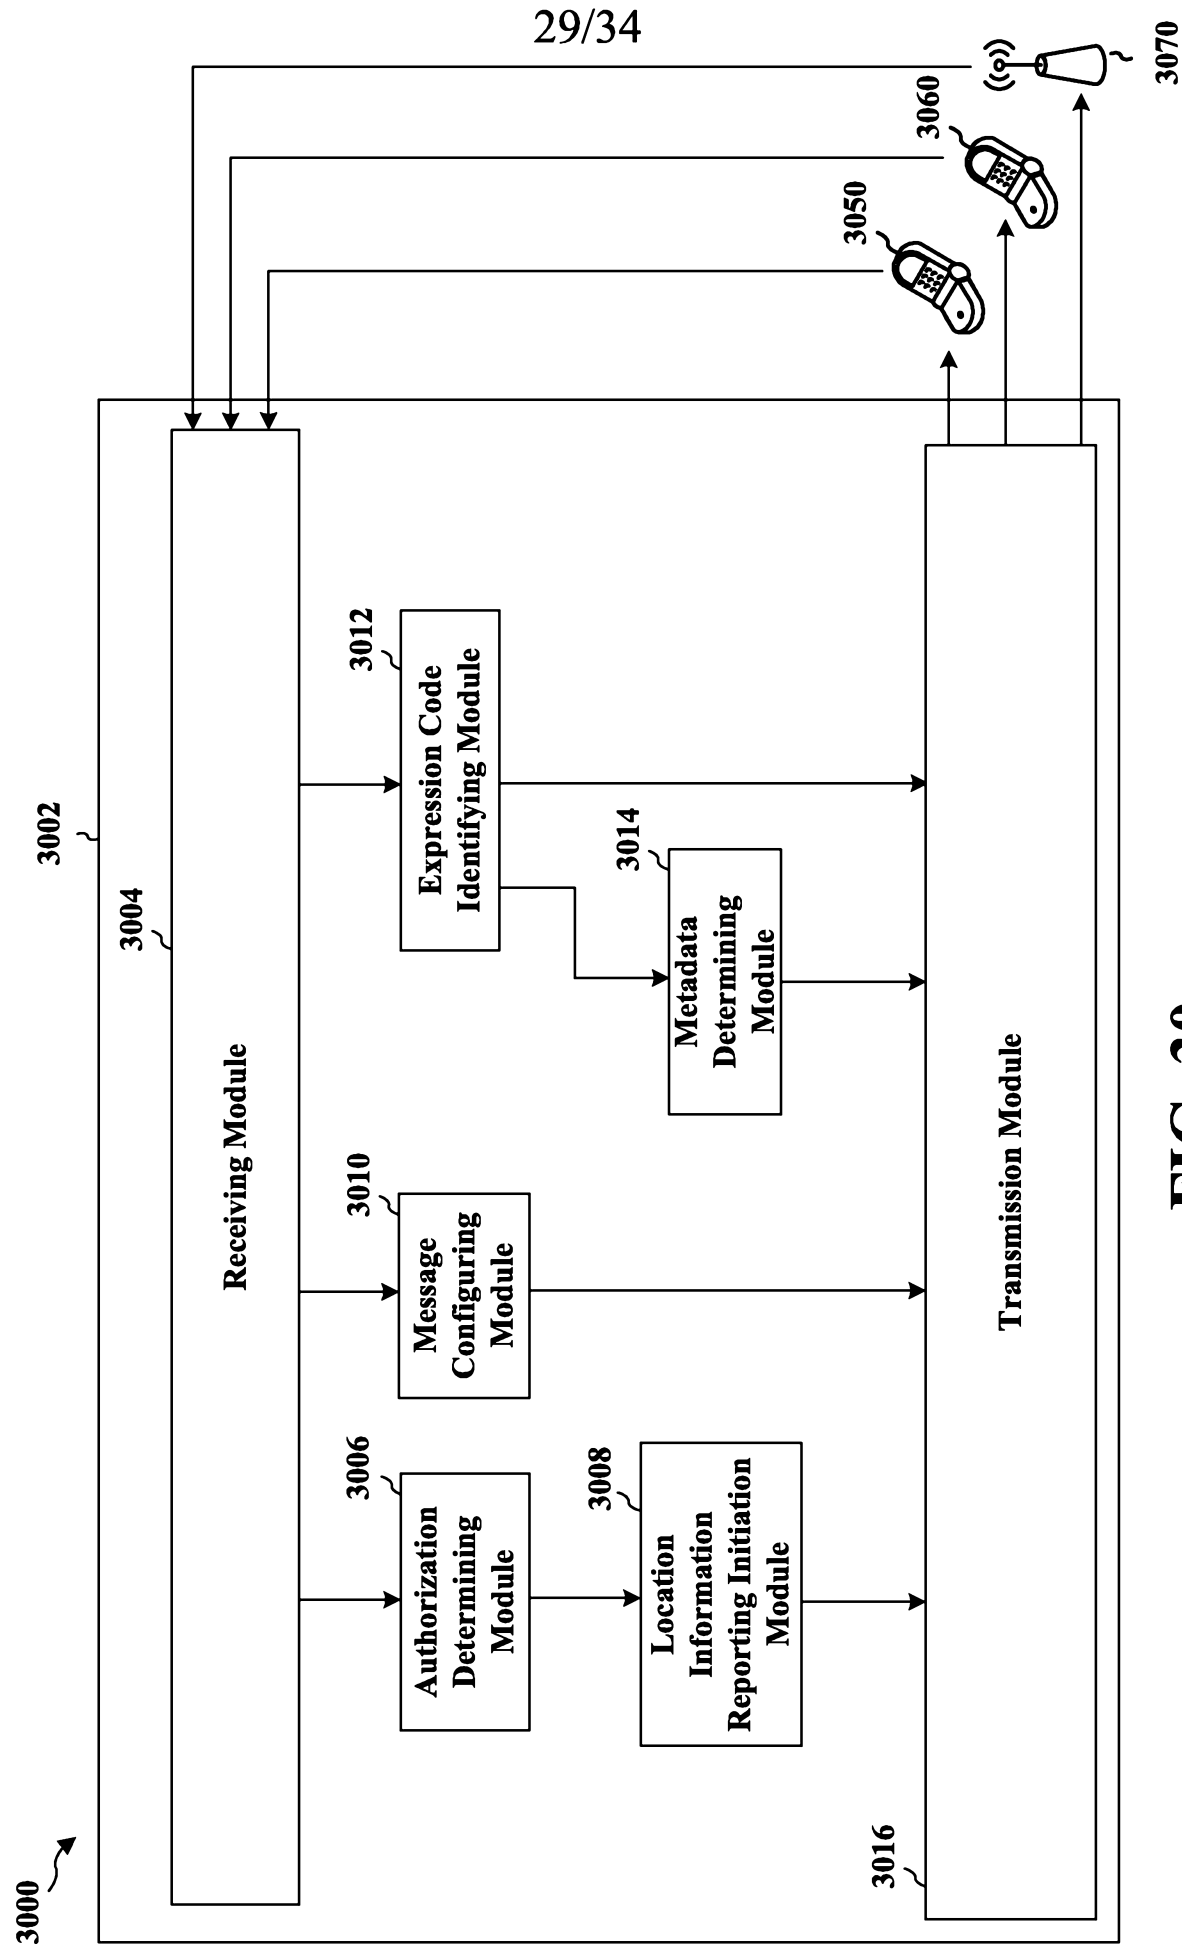 29/34
3000
3002
3004
Receiving Module
3006
Authorization
Determining
Module
3008
Location
Information
Reporting Initiation
Module
3010
Message
Configuring
Module
3012
Expression Code
Identifying Module
3014
Metadata
Determining
Module
3016
Transmission Module
3050
3060
3070
FIG